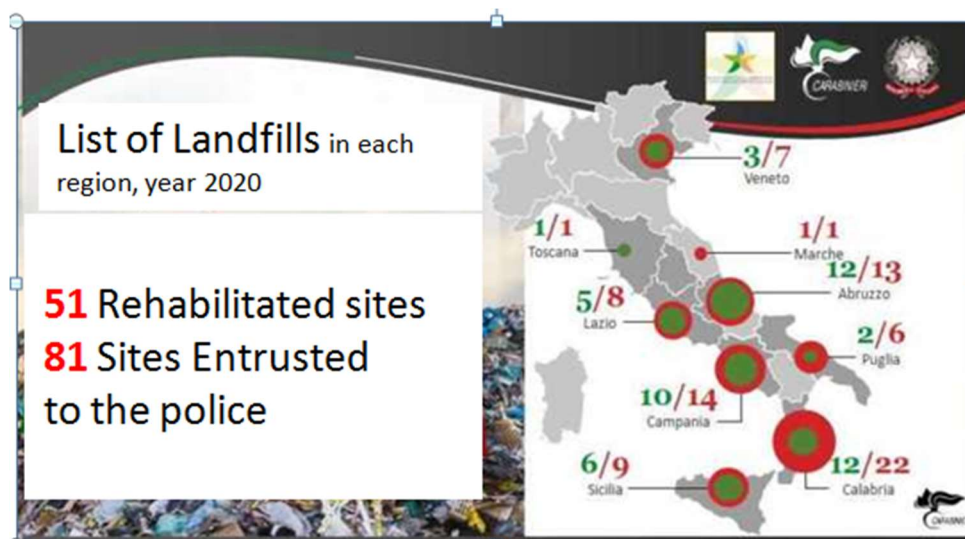 CARABINIERI
List of Landfills in each
region, year 2020
51 Rehabilitated sites
81 Sites Entrusted
to the police
3/7
Veneto
1/1
Toscana
1/1
Marche
12/13
Abruzzo
5/8
Lazio
2/6
Puglia
10/14
Campania
6/9
Sicilia
12/22
Calabria
CARABINIERI